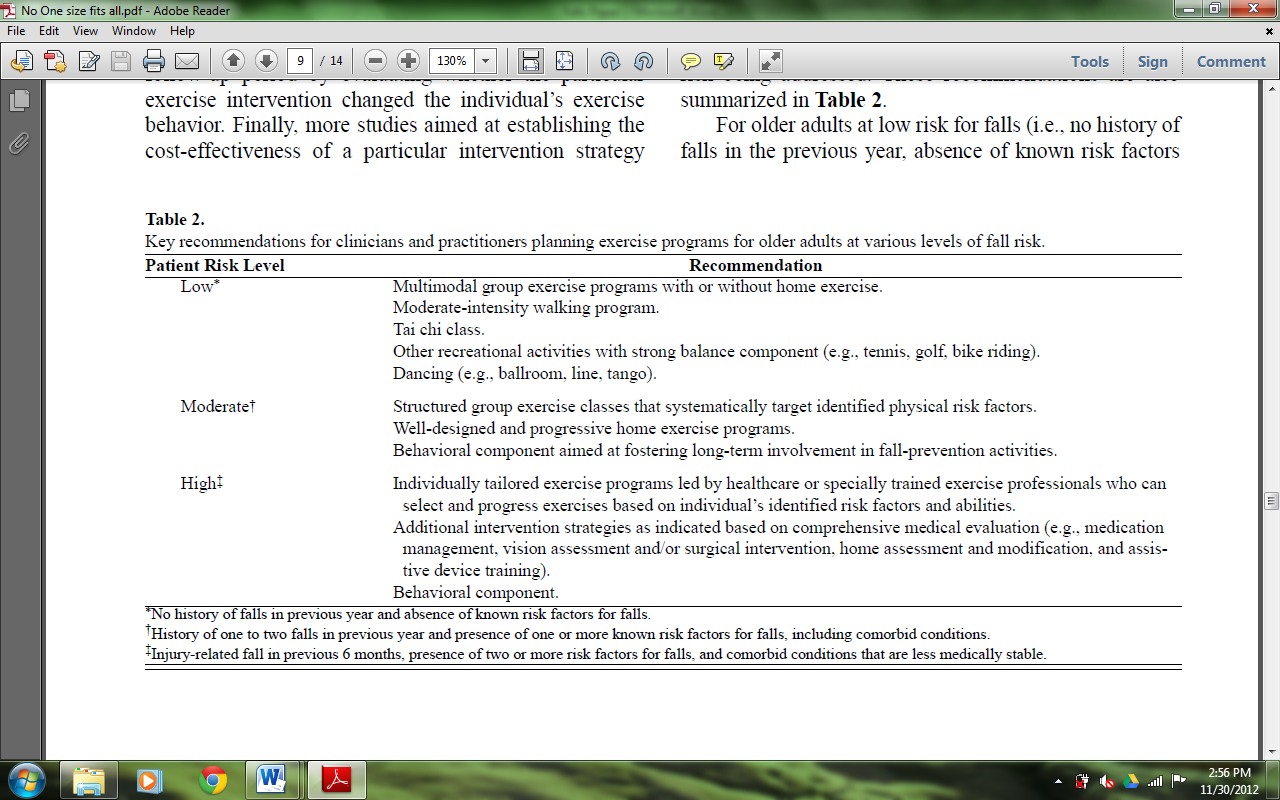 No One size fits all.pdf - Adobe Reader
File Edit View Window Help
9 / 14 130% Tools Sign Comment
exercise intervention changed the individual's exercise
behavior. Finally, more studies aimed at establishing the
cost-effectiveness of a particular intervention strategy
summarized in Table 2.
For older adults at low risk for falls (i.e., no history of
falls in the previous year, absence of known risk factors
Table 2.
Key recommendations for clinicians and practitioners planning exercise programs for older adults at various levels of fall risk.
Patient Risk Level Recommendation
Low* Multimodal group exercise programs with or without home exercise.
Moderate-intensity walking program.
Tai chi class.
Other recreational activities with strong balance component (e.g., tennis, golf, bike riding).
Dancing (e.g., ballroom, line, tango).
Moderate† Structured group exercise classes that systematically target identified physical risk factors.
Well-designed and progressive home exercise programs.
Behavioral component aimed at fostering long-term involvement in fall-prevention activities.
High‡ Individually tailored exercise programs led by healthcare or specially trained exercise professionals who can
select and progress exercises based on individual's identified risk factors and abilities.
Additional intervention strategies as indicated based on comprehensive medical evaluation (e.g., medication
management, vision assessment and/or surgical intervention, home assessment and modification, and assis-
tive device training).
Behavioral component.
*No history of falls in previous year and absence of known risk factors for falls.
†History of one to two falls in previous year and presence of one or more known risk factors for falls, including comorbid conditions.
‡Injury-related fall in previous 6 months, presence of two or more risk factors for falls, and comorbid conditions that are less medically stable.
2:56 PM
11/30/2012